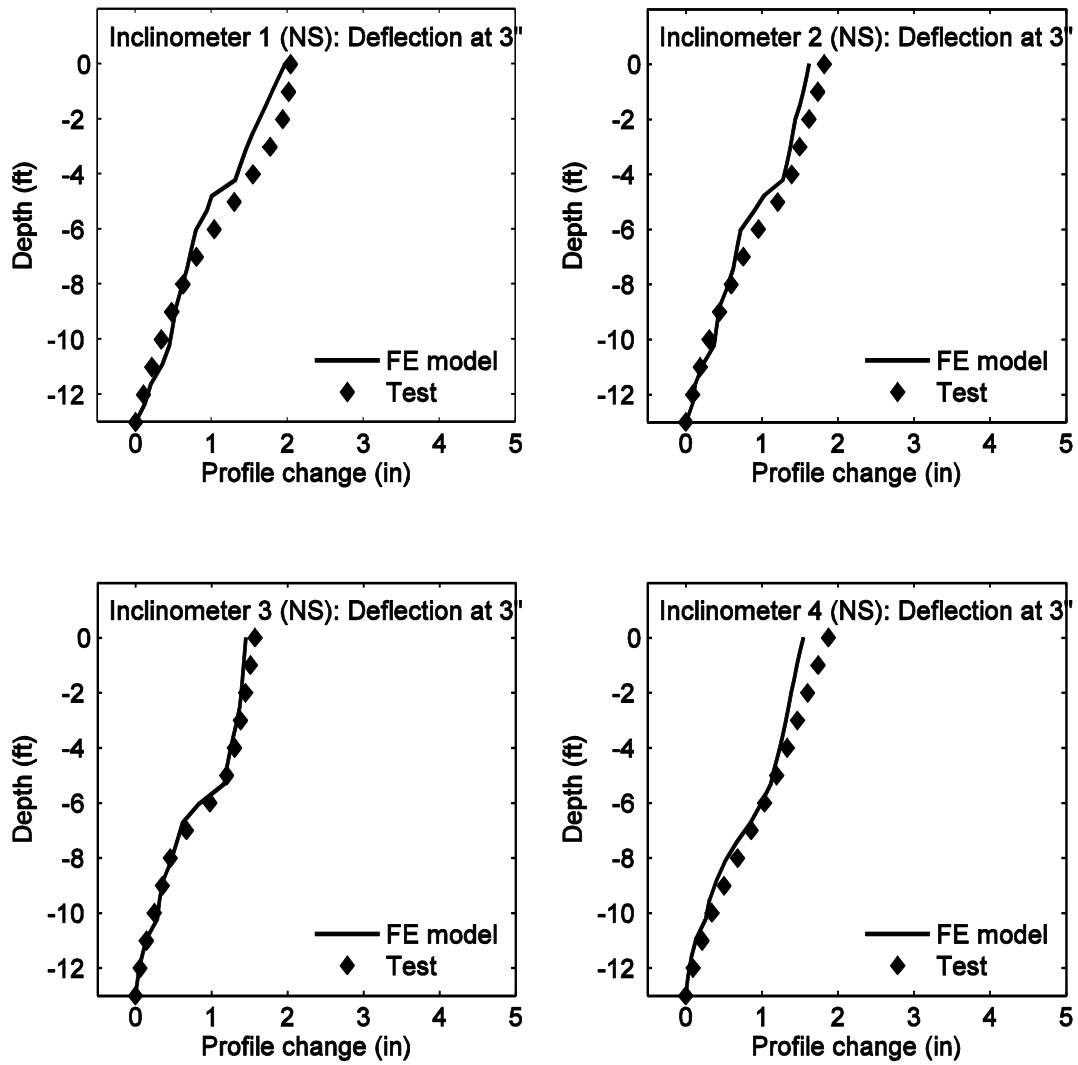 Inclinometer 1 (NS): Deflection at 3"
0
-2
-4
-6
-8
-10
-12
Depth (ft)
FE model
Test
0 1 2 3 4 5
Profile change (in)
Inclinometer 2 (NS): Deflection at 3"
0
-2
-4
-6
-8
-10
-12
Depth (ft)
FE model
Test
0 1 2 3 4 5
Profile change (in)
Inclinometer 3 (NS): Deflection at 3"
0
-2
-4
-6
-8
-10
-12
Depth (ft)
FE model
Test
0 1 2 3 4 5
Profile change (in)
Inclinometer 4 (NS): Deflection at 3"
0
-2
-4
-6
-8
-10
-12
Depth (ft)
FE model
Test
0 1 2 3 4 5
Profile change (in)